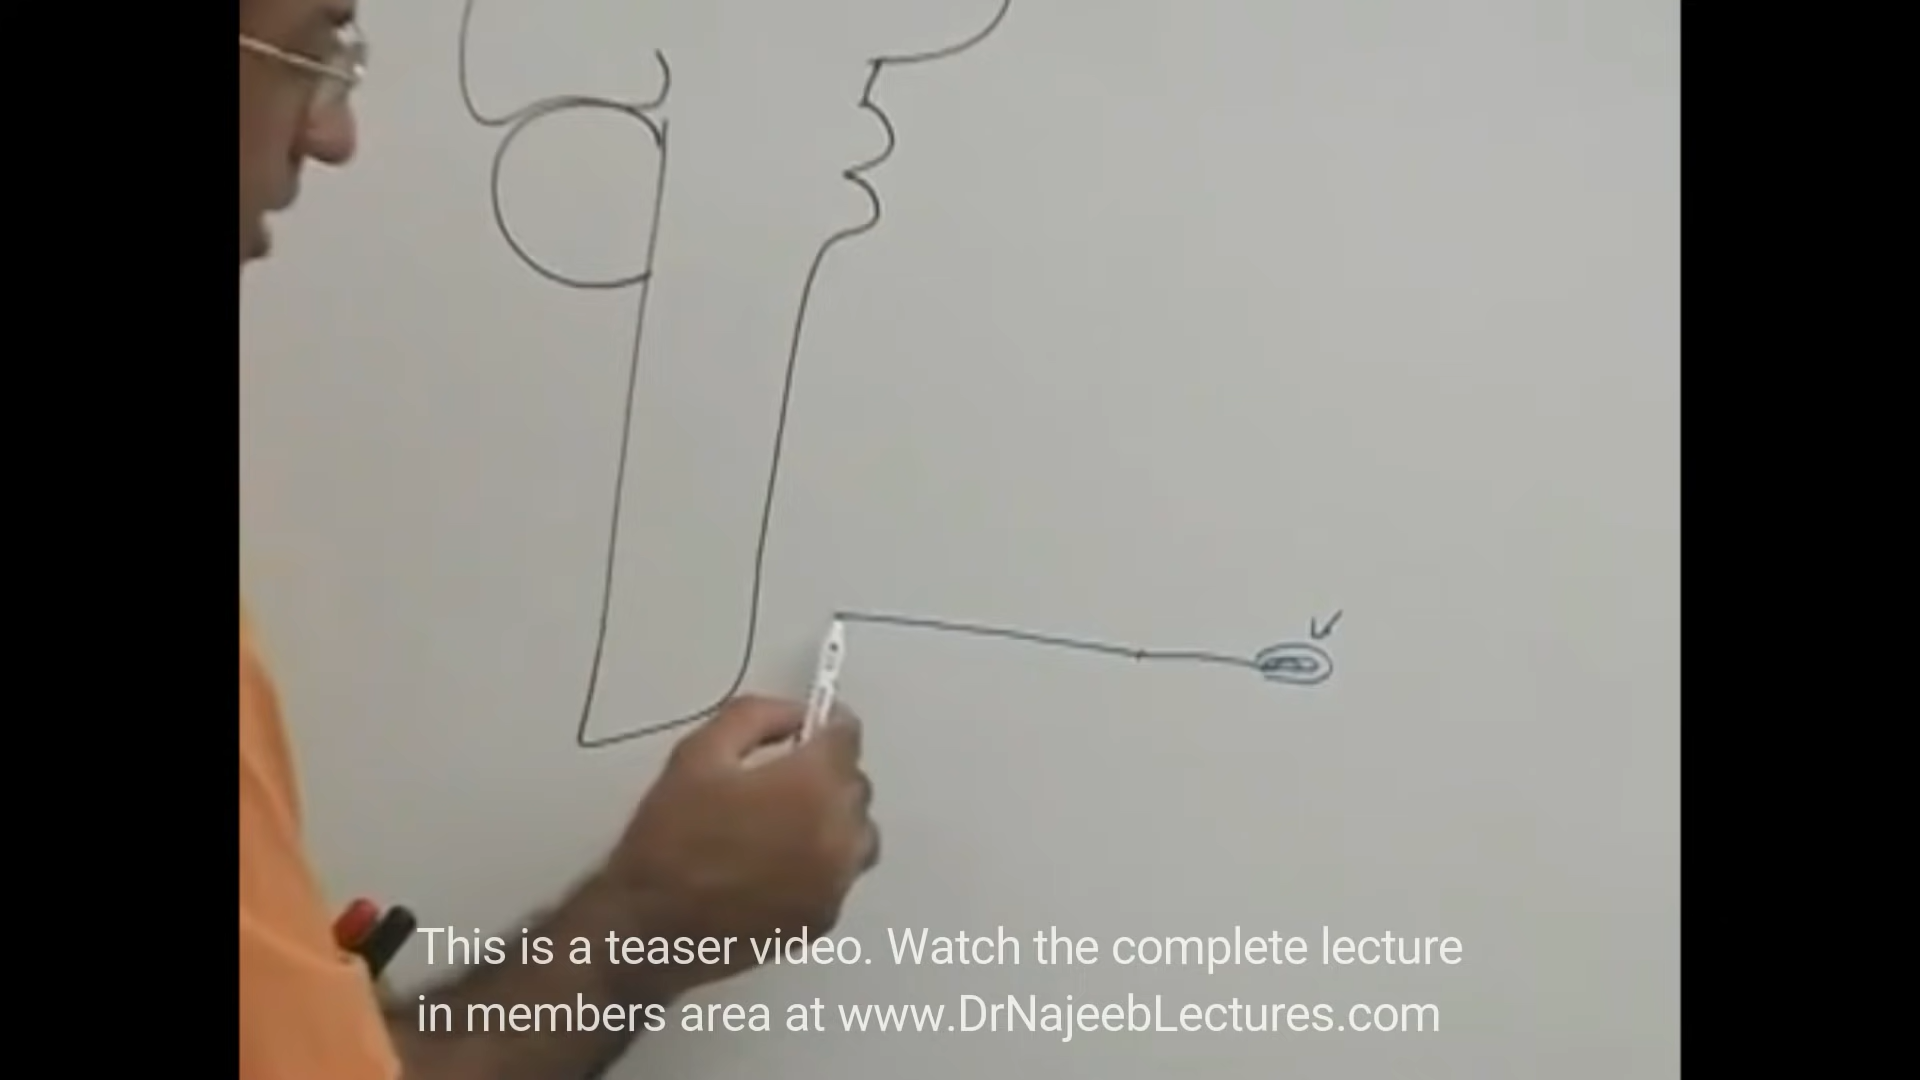 This is a teaser video. Watch the complete lecture
in members area at www.DrNajeebLectures.com